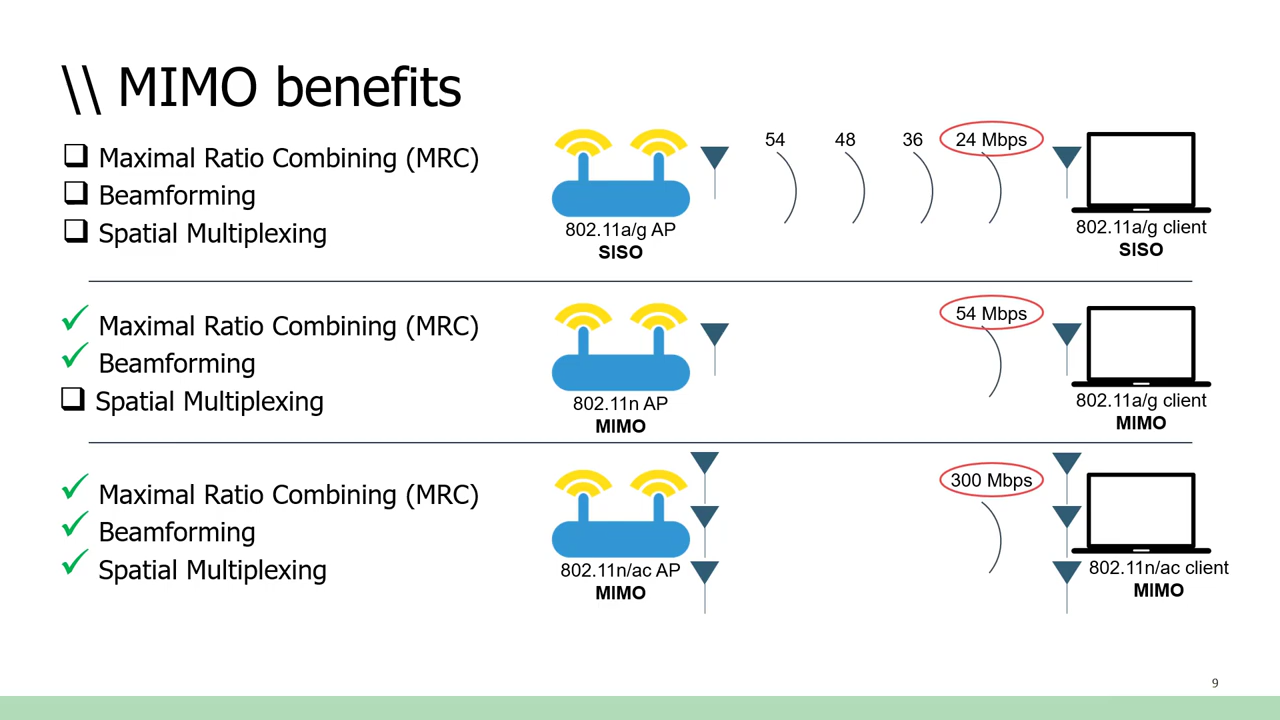 \\ MIMO benefits
Maximal Ratio Combining (MRC)
Beamforming
Spatial Multiplexing
54 48 36 24 Mbps
802.11a/g AP
SISO
802.11a/g client
SISO
Maximal Ratio Combining (MRC)
Beamforming
Spatial Multiplexing
54 Mbps
802.11n AP
MIMO
802.11a/g client
MIMO
Maximal Ratio Combining (MRC)
Beamforming
Spatial Multiplexing
300 Mbps
802.11n/ac AP
MIMO
802.11n/ac client
MIMO
9